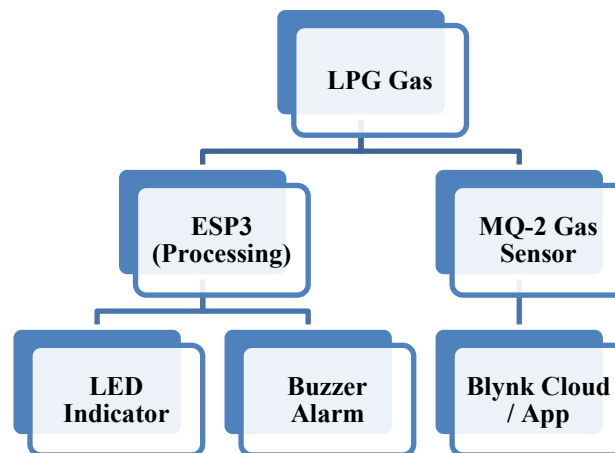 LPG Gas
ESP3
(Processing)
MQ-2 Gas
Sensor
LED
Indicator
Buzzer
Alarm
Blynk Cloud
/ App